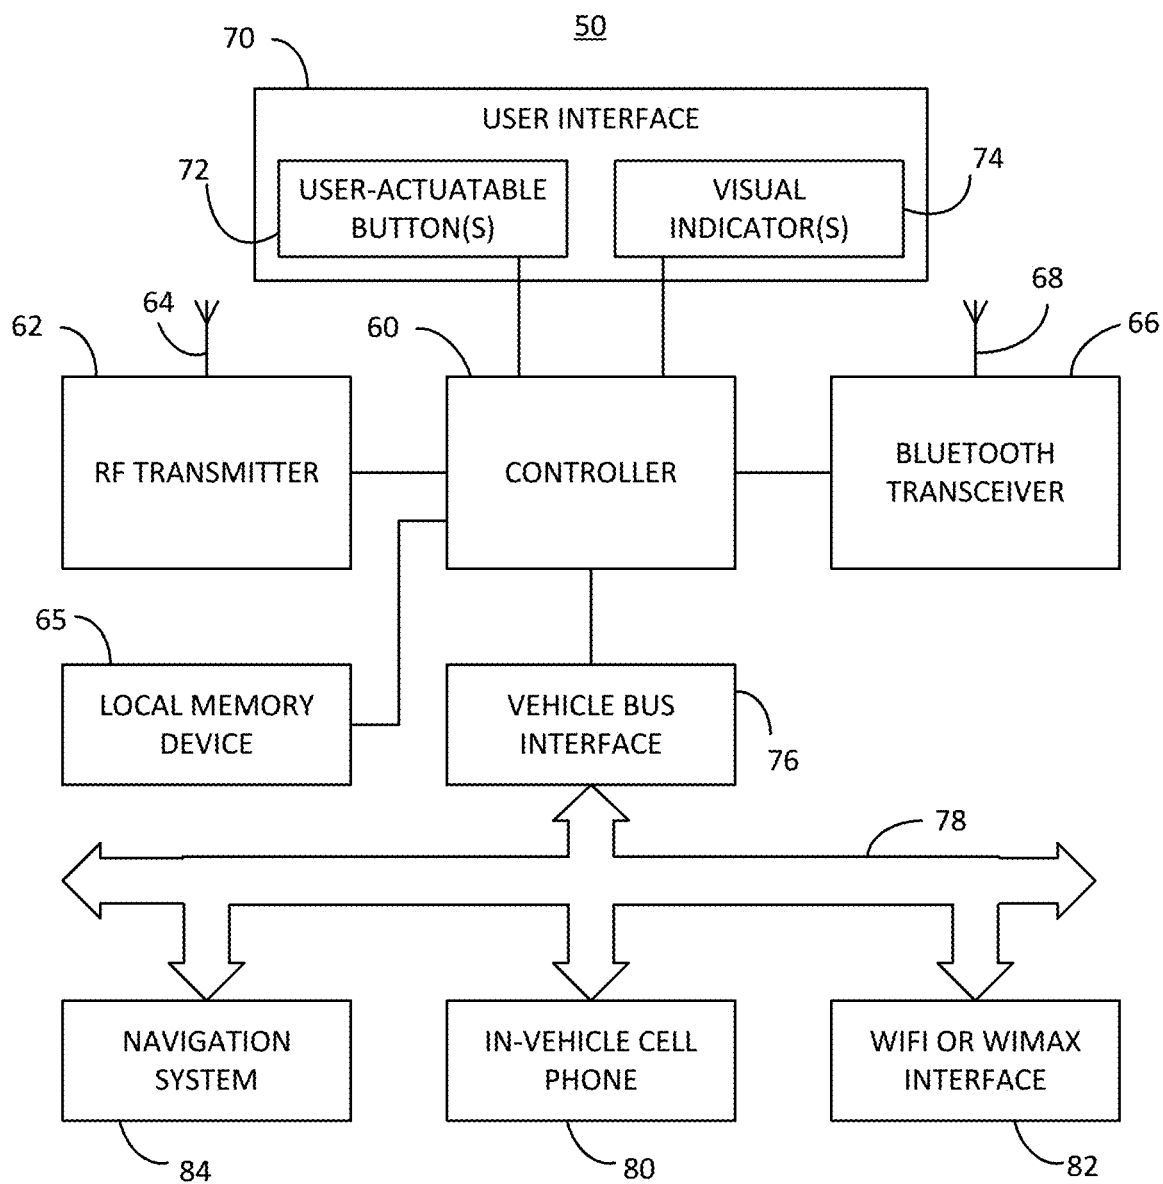 50
70
USER INTERFACE
72
USER-ACTUATABLE
BUTTON(S)
VISUAL
INDICATOR(S)
74
62
64
60
68
66
RF TRANSMITTER
CONTROLLER
BLUETOOTH
TRANSCEIVER
65
LOCAL MEMORY
DEVICE
VEHICLE BUS
INTERFACE
76
78
NAVIGATION
SYSTEM
IN-VEHICLE CELL
PHONE
WIFI OR WIMAX
INTERFACE
84
80
82